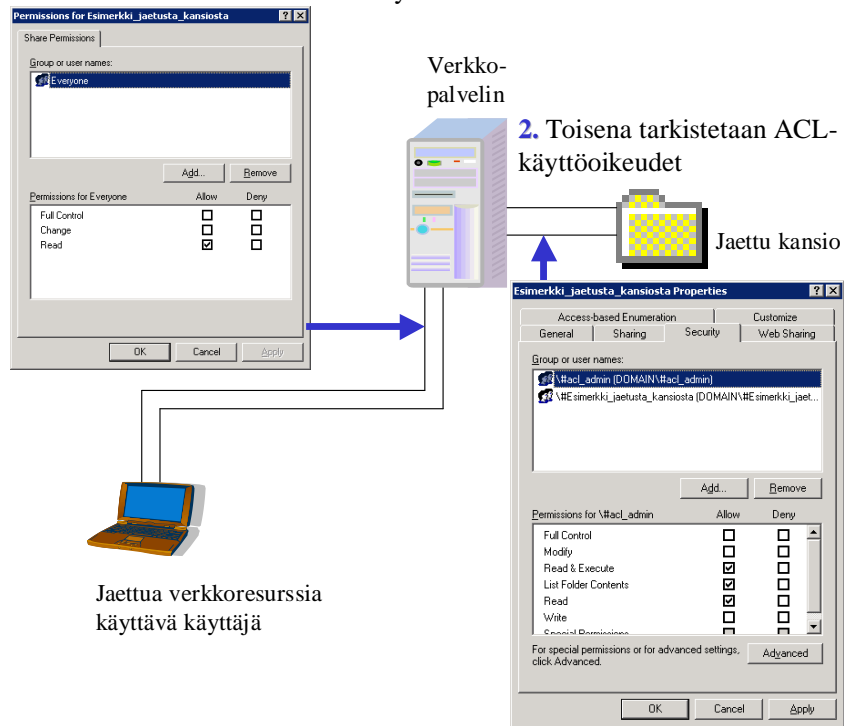 Permissions for Esimerkki_jaetusta_kansiosta
Share Permissions
Group or user names:
Everyone
Add... Remove
Permissions for Everyone Allow Deny
Full Control
Change
Read
OK Cancel Apply
Verkko-
palvelin
2. Toisena tarkistetaan ACL-
käyttöoikeudet
Jaettu kansio
Esimerkki_jaetusta_kansiosta Properties
Access-based Enumeration Customize
General Sharing Security Web Sharing
Group or user names:
\#acl_admin (DOMAIN\#acl_admin)
\#Esimerkki_jaetusta_kansiosta (DOMAIN\#Esimerkki_jaet...
Add... Remove
Permissions for \#acl_admin Allow Deny
Full Control
Modify
Read & Execute
List Folder Contents
Read
Write
Special Permissions
For special permissions or for advanced settings,
click Advanced.
Advanced
OK Cancel Apply
Jaettua verkkoresurssia
käyttävä käyttäjä